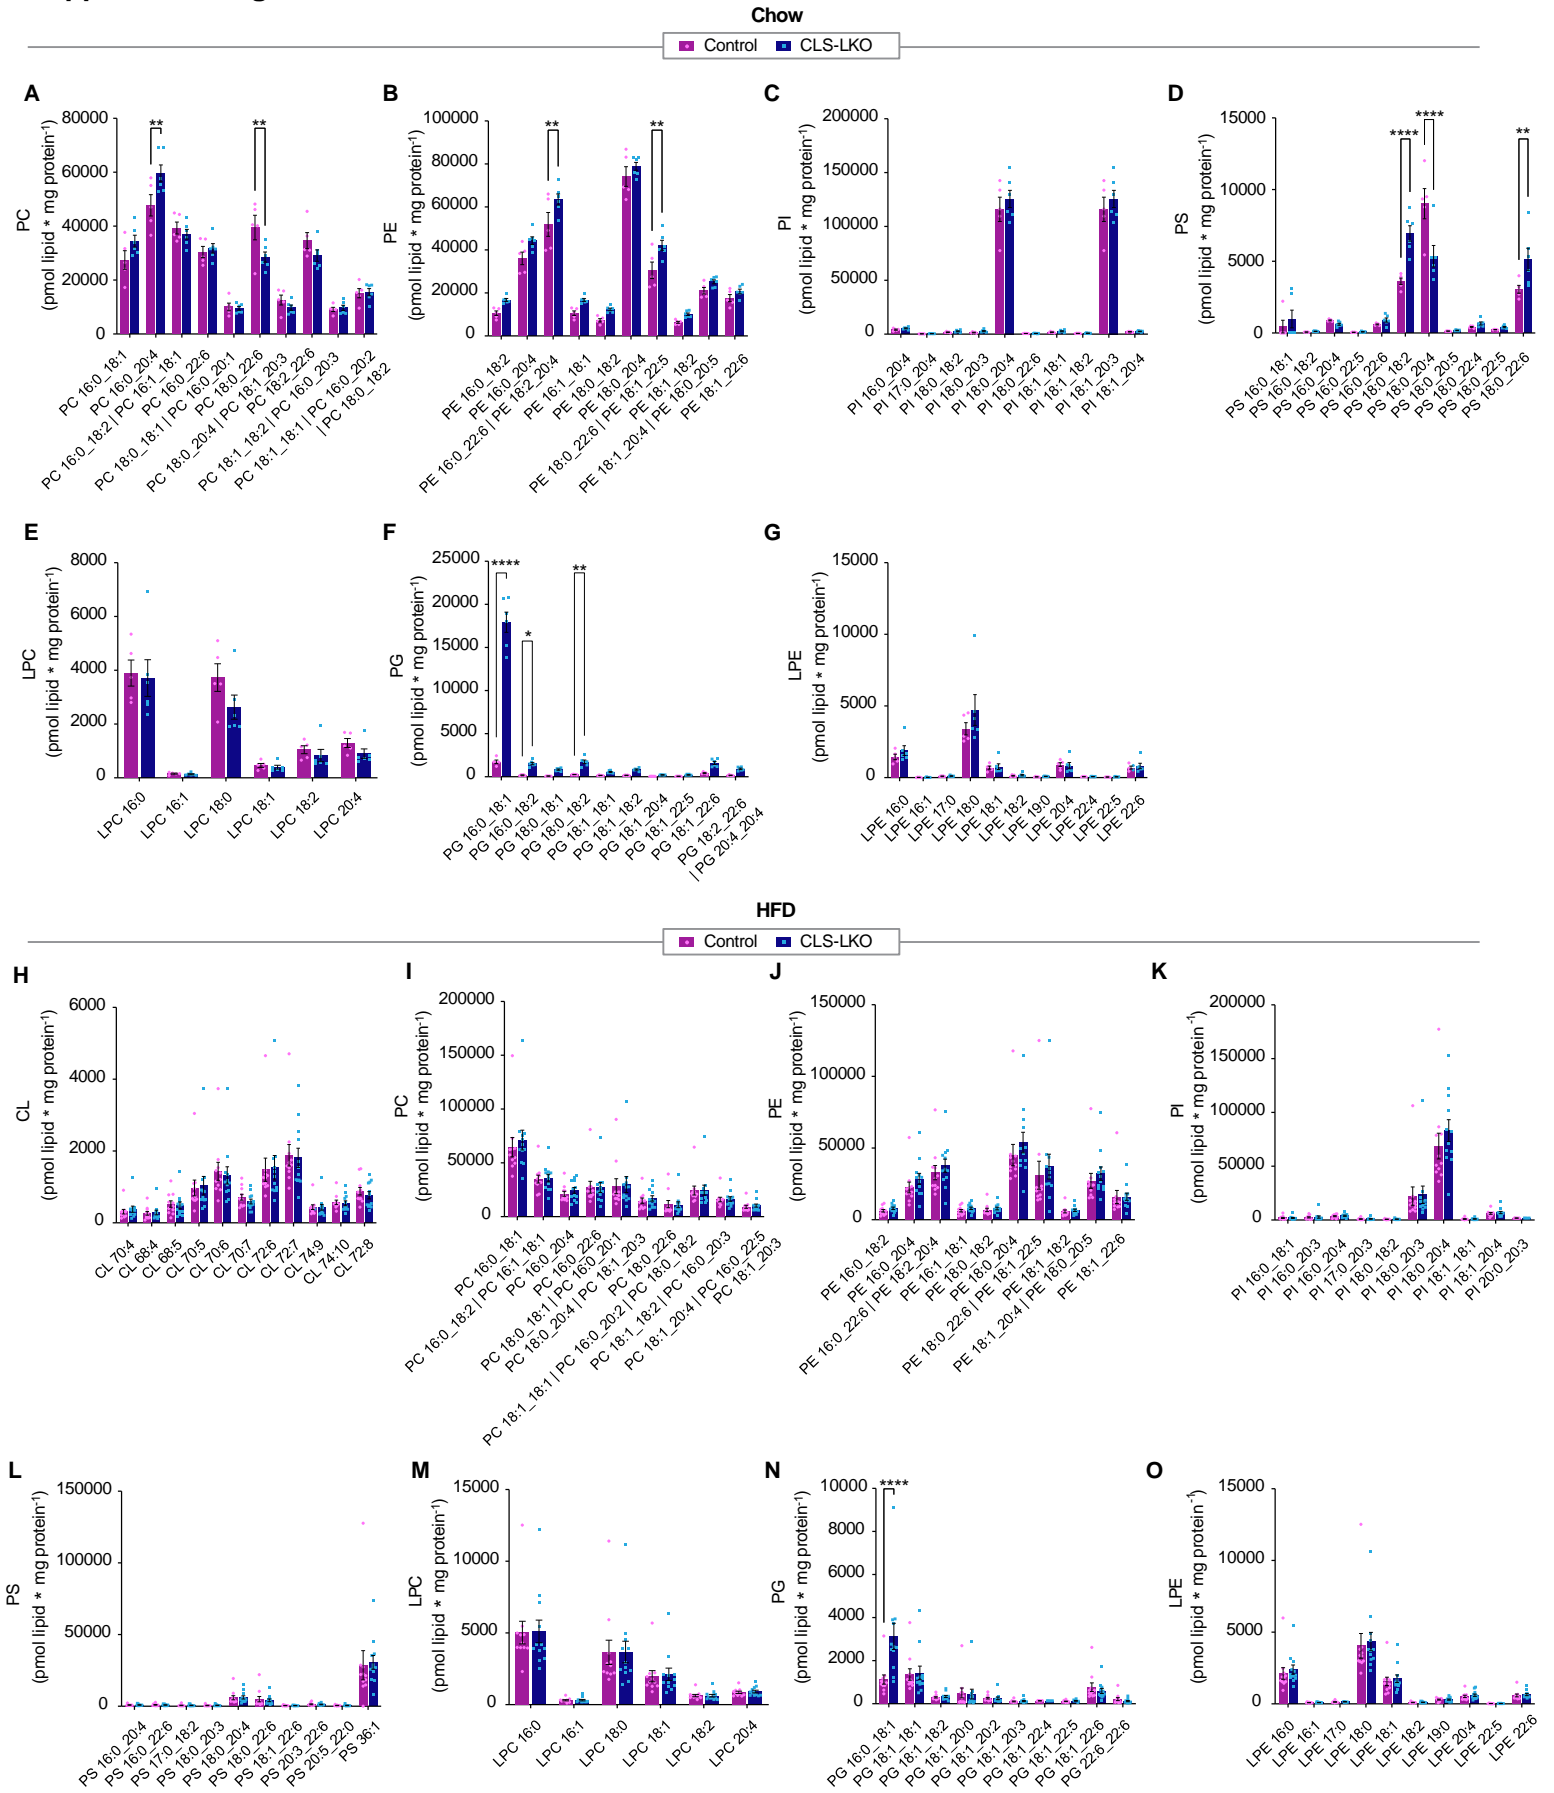 Chow
Control CLS-LKO
A
PC
(pmol lipid * mg protein-1)
80000
60000
40000
20000
0
**
**
PC 16:0_18:1
PC 16:0_20:4
PC 16:0_18:2 | PC 16:1_18:1
PC 16:0_22:6
PC 18:0_18:1 | PC 16:0_20:1
PC 18:0_22:6
PC 18:0_20:4 | PC 18:1_20:3
PC 18:2_22:6
PC 18:1_18:2 | PC 16:0_20:3
PC 18:1_18:1 | PC 16:0_20:2
| PC 18:0_18:2
B
PE
(pmol lipid * mg protein-1)
100000
80000
60000
40000
20000
0
**
**
PE 16:0_18:2
PE 16:0_20:4
PE 16:0_22:6 | PE 18:2_20:4
PE 16:1_18:1
PE 18:0_18:2
PE 18:0_20:4
PE 18:0_22:6 | PE 18:1_22:5
PE 18:1_18:2
PE 18:1_20:4 | PE 18:0_20:5
PE 18:1_22:6
C
PI
(pmol lipid * mg protein-1)
200000
150000
100000
50000
0
PI 16:0_20:4
PI 17:0_20:4
PI 18:0_18:2
PI 18:0_20:3
PI 18:0_20:4
PI 18:0_22:6
PI 18:1_18:1
PI 18:1_18:2
PI 18:1_20:3
PI 18:1_20:4
D
PS
(pmol lipid * mg protein-1)
15000
10000
5000
0
****
****
**
PS 16:0_18:1
PS 16:0_18:2
PS 16:0_20:4
PS 16:0_22:5
PS 16:0_22:6
PS 18:0_18:2
PS 18:0_20:4
PS 18:0_20:5
PS 18:0_22:4
PS 18:0_22:5
PS 18:0_22:6
E
LPC
(pmol lipid * mg protein-1)
8000
6000
4000
2000
0
LPC 16:0
LPC 16:1
LPC 18:0
LPC 18:1
LPC 18:2
LPC 20:4
F
PG
(pmol lipid * mg protein-1)
25000
20000
15000
10000
5000
0
****
*
**
PG 16:0_18:1
PG 16:0_18:2
PG 18:0_18:1
PG 18:0_18:2
PG 18:1_18:1
PG 18:1_18:2
PG 18:1_20:4
PG 18:1_22:5
PG 18:1_22:6
PG 18:2_22:6
| PG 20:4_20:4
G
LPE
(pmol lipid * mg protein-1)
15000
10000
5000
0
LPE 16:0
LPE 16:1
LPE 17:0
LPE 18:0
LPE 18:1
LPE 18:2
LPE 19:0
LPE 20:4
LPE 22:4
LPE 22:5
LPE 22:6
HFD
Control CLS-LKO
H
CL
(pmol lipid * mg protein-1)
6000
4000
2000
0
CL 70:4
CL 68:4
CL 68:5
CL 70:5
CL 70:6
CL 70:7
CL 72:6
CL 72:7
CL 74:9
CL 74:10
CL 72:8
I
PC
(pmol lipid * mg protein-1)
200000
150000
100000
50000
0
PC 16:0_18:1
PC 16:0_18:2 | PC 16:1_18:1
PC 16:0_20:4
PC 16:0_22:6
PC 18:0_18:1 | PC 16:0_20:1
PC 18:0_20:4 | PC 18:1_20:3
PC 18:0_22:6
PC 18:1_18:1 | PC 16:0_20:2 | PC 18:0_18:2
PC 18:1_18:2 | PC 16:0_20:3
PC 18:1_20:4 | PC 16:0_22:5
PC 18:1_20:3
J
PE
(pmol lipid * mg protein-1)
150000
100000
50000
0
PE 16:0_18:2
PE 16:0_20:4
PE 16:0_22:6 | PE 18:2_20:4
PE 16:1_18:1
PE 18:0_18:2
PE 18:0_20:4
PE 18:0_22:6 | PE 18:1_22:5
PE 18:1_18:2
PE 18:1_20:4 | PE 18:0_20:5
PE 18:1_22:6
K
PI
(pmol lipid * mg protein-1)
200000
150000
100000
50000
0
PI 16:0_18:1
PI 16:0_20:3
PI 16:0_20:4
PI 17:0_20:3
PI 18:0_18:2
PI 18:0_20:3
PI 18:0_20:4
PI 18:1_18:1
PI 18:1_20:4
PI 20:0_20:3
L
PS
(pmol lipid * mg protein-1)
150000
100000
50000
0
PS 16:0_20:4
PS 16:0_22:6
PS 17:0_18:2
PS 18:0_20:3
PS 18:0_20:4
PS 18:0_22:6
PS 18:1_22:6
PS 20:3_22:6
PS 20:5_22:0
PS 36:1
M
LPC
(pmol lipid * mg protein-1)
15000
10000
5000
0
LPC 16:0
LPC 16:1
LPC 18:0
LPC 18:1
LPC 18:2
LPC 20:4
N
PG
(pmol lipid * mg protein-1)
10000
8000
6000
4000
2000
0
****
PG 16:0_18:1
PG 18:1_18:1
PG 18:1_18:2
PG 18:1_20:0
PG 18:1_20:2
PG 18:1_20:3
PG 18:1_22:4
PG 18:1_22:5
PG 18:1_22:6
PG 22:6_22:6
O
LPE
(pmol lipid * mg protein-1)
15000
10000
5000
0
LPE 16:0
LPE 16:1
LPE 17:0
LPE 18:0
LPE 18:1
LPE 18:2
LPE 19:0
LPE 20:4
LPE 22:5
LPE 22:6